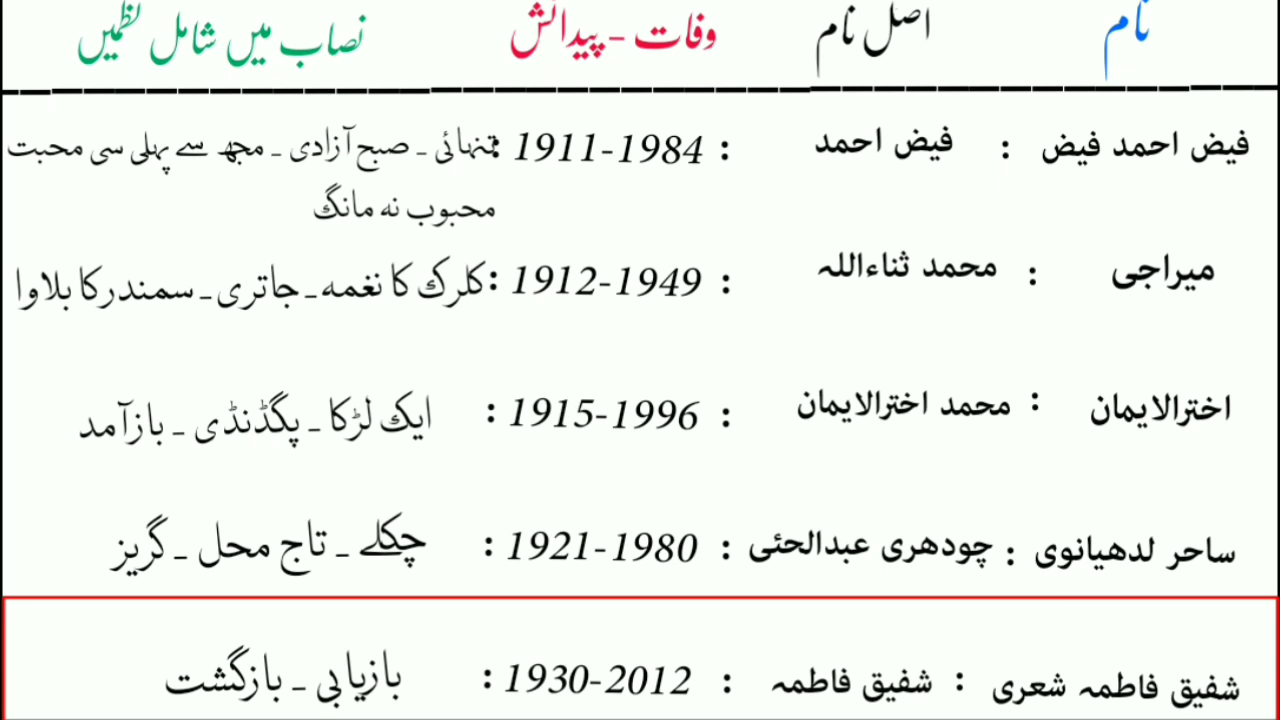 نام اصل نام وفات - پیدائش نصاب میں شامل نظمیں
فیض احمد فیض : فیض احمد : 1911-1984 : تنہائی ۔ صبح آزادی ۔ مجھ سے پہلی سی محبت
محبوب نہ مانگ
میراجی : محمد ثناءاللہ : 1912-1949 : کلرک کا نغمہ۔ جاتری۔ سمندر کا بلاوا
اخترالایمان : محمد اخترالایمان : 1915-1996 : ایک لڑکا ۔ پگڈنڈی ۔ بازآمد
ساحر لدھیانوی : چودھری عبدالحئی : 1921-1980 : چکلے ۔ تاج محل ۔ گریز
شفیق فاطمہ شعری : شفیق فاطمہ : 1930-2012 : بازیابی ۔ بازگشت